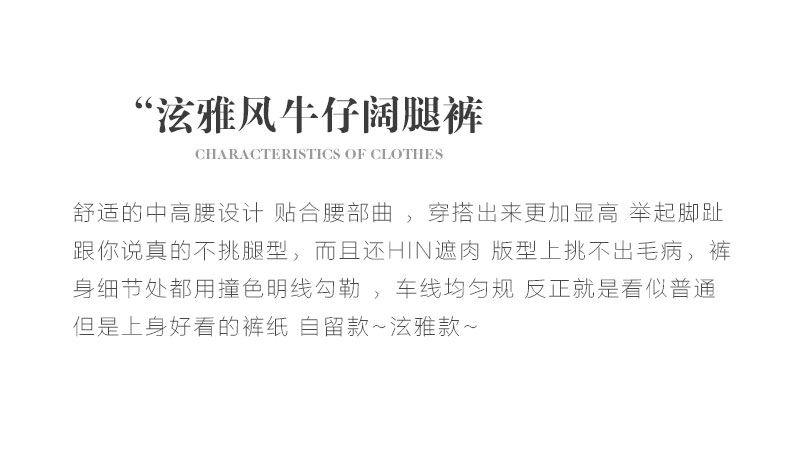 “泫雅风牛仔阔腿裤
CHARACTERISTICS OF CLOTHES
舒适的中高腰设计 贴合腰部曲 ，穿搭出来更加显高 举起脚趾
跟你说真的不挑腿型，而且还HIN遮肉 版型上挑不出毛病，裤
身细节处都用撞色明线勾勒 ，车线均匀规 反正就是看似普通
但是上身好看的裤纸 自留款~泫雅款~